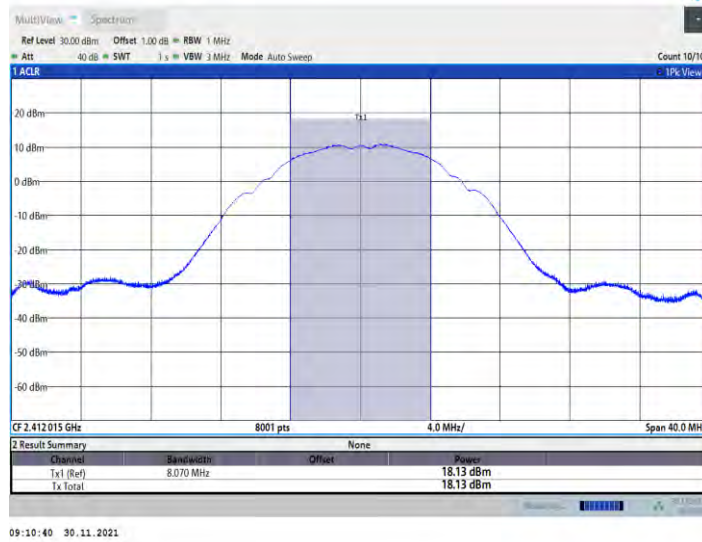 MultiView Spectrum
Ref Level 30.00 dBm Offset 1.00 dB RBW 1 MHz
Att 40 dB SWT 1 s VBW 3 MHz Mode Auto Sweep Count 10/10
1 ACLR 1Pk View
Tx1
20 dBm
10 dBm
0 dBm
-10 dBm
-20 dBm
-30 dBm
-40 dBm
-50 dBm
-60 dBm
CF 2.412 015 GHz 8001 pts 4.0 MHz/ Span 40.0 MH
2 Result Summary None
Channel Bandwidth Offset Power
Tx1 (Ref) 8.070 MHz 18.13 dBm
Tx Total 18.13 dBm
09:10:40 30.11.2021